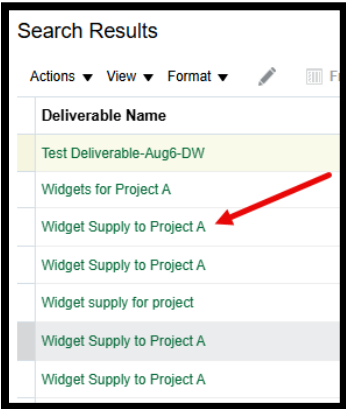 Search Results
Actions View Format
Deliverable Name
Test Deliverable-Aug6-DW
Widgets for Project A
Widget Supply to Project A
Widget Supply to Project A
Widget supply for project
Widget Supply to Project A
Widget Supply to Project A